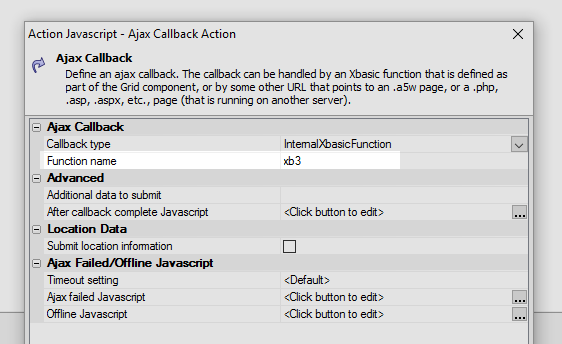 Action Javascript - Ajax Callback Action
Ajax Callback
Define an ajax callback. The callback can be handled by an Xbasic function that is defined as
part of the Grid component, or by some other URL that points to an .a5w page, or a .php,
.asp, .aspx, etc., page (that is running on another server).
Ajax Callback
Callback type InternalXbasicFunction
Function name xb3
Advanced
Additional data to submit
After callback complete Javascript <Click button to edit> ...
Location Data
Submit location information
Ajax Failed/Offline Javascript
Timeout setting <Default>
Ajax failed Javascript <Click button to edit> ...
Offline Javascript <Click button to edit> ...